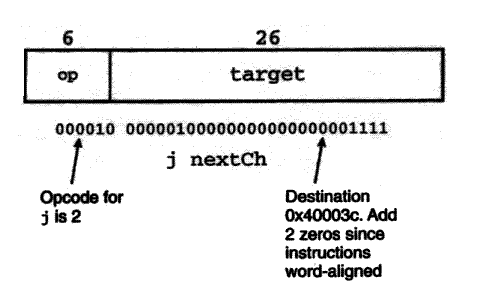 6 26
op target
000010 00000100000000000000001111
j nextCh
Opcode for
j is 2
Destination
0x40003c. Add
2 zeros since
instructions
word-aligned